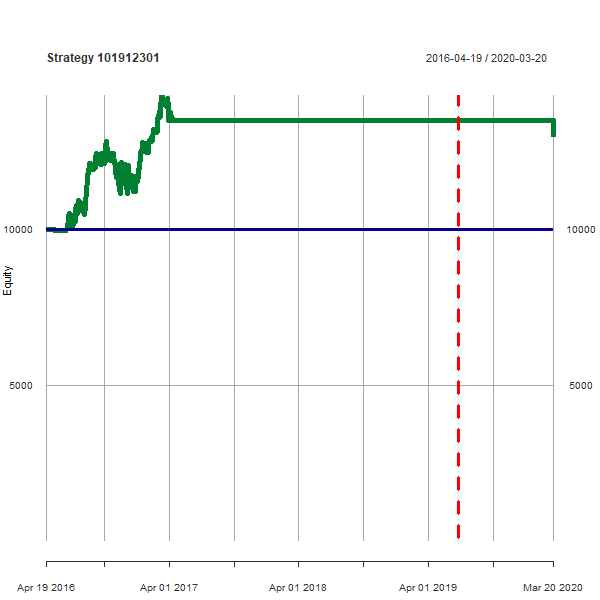 Strategy 101912301
2016-04-19 / 2020-03-20
10000
10000
Equity
5000
5000
Apr 19 2016
Apr 01 2017
Apr 01 2018
Apr 01 2019
Mar 20 2020